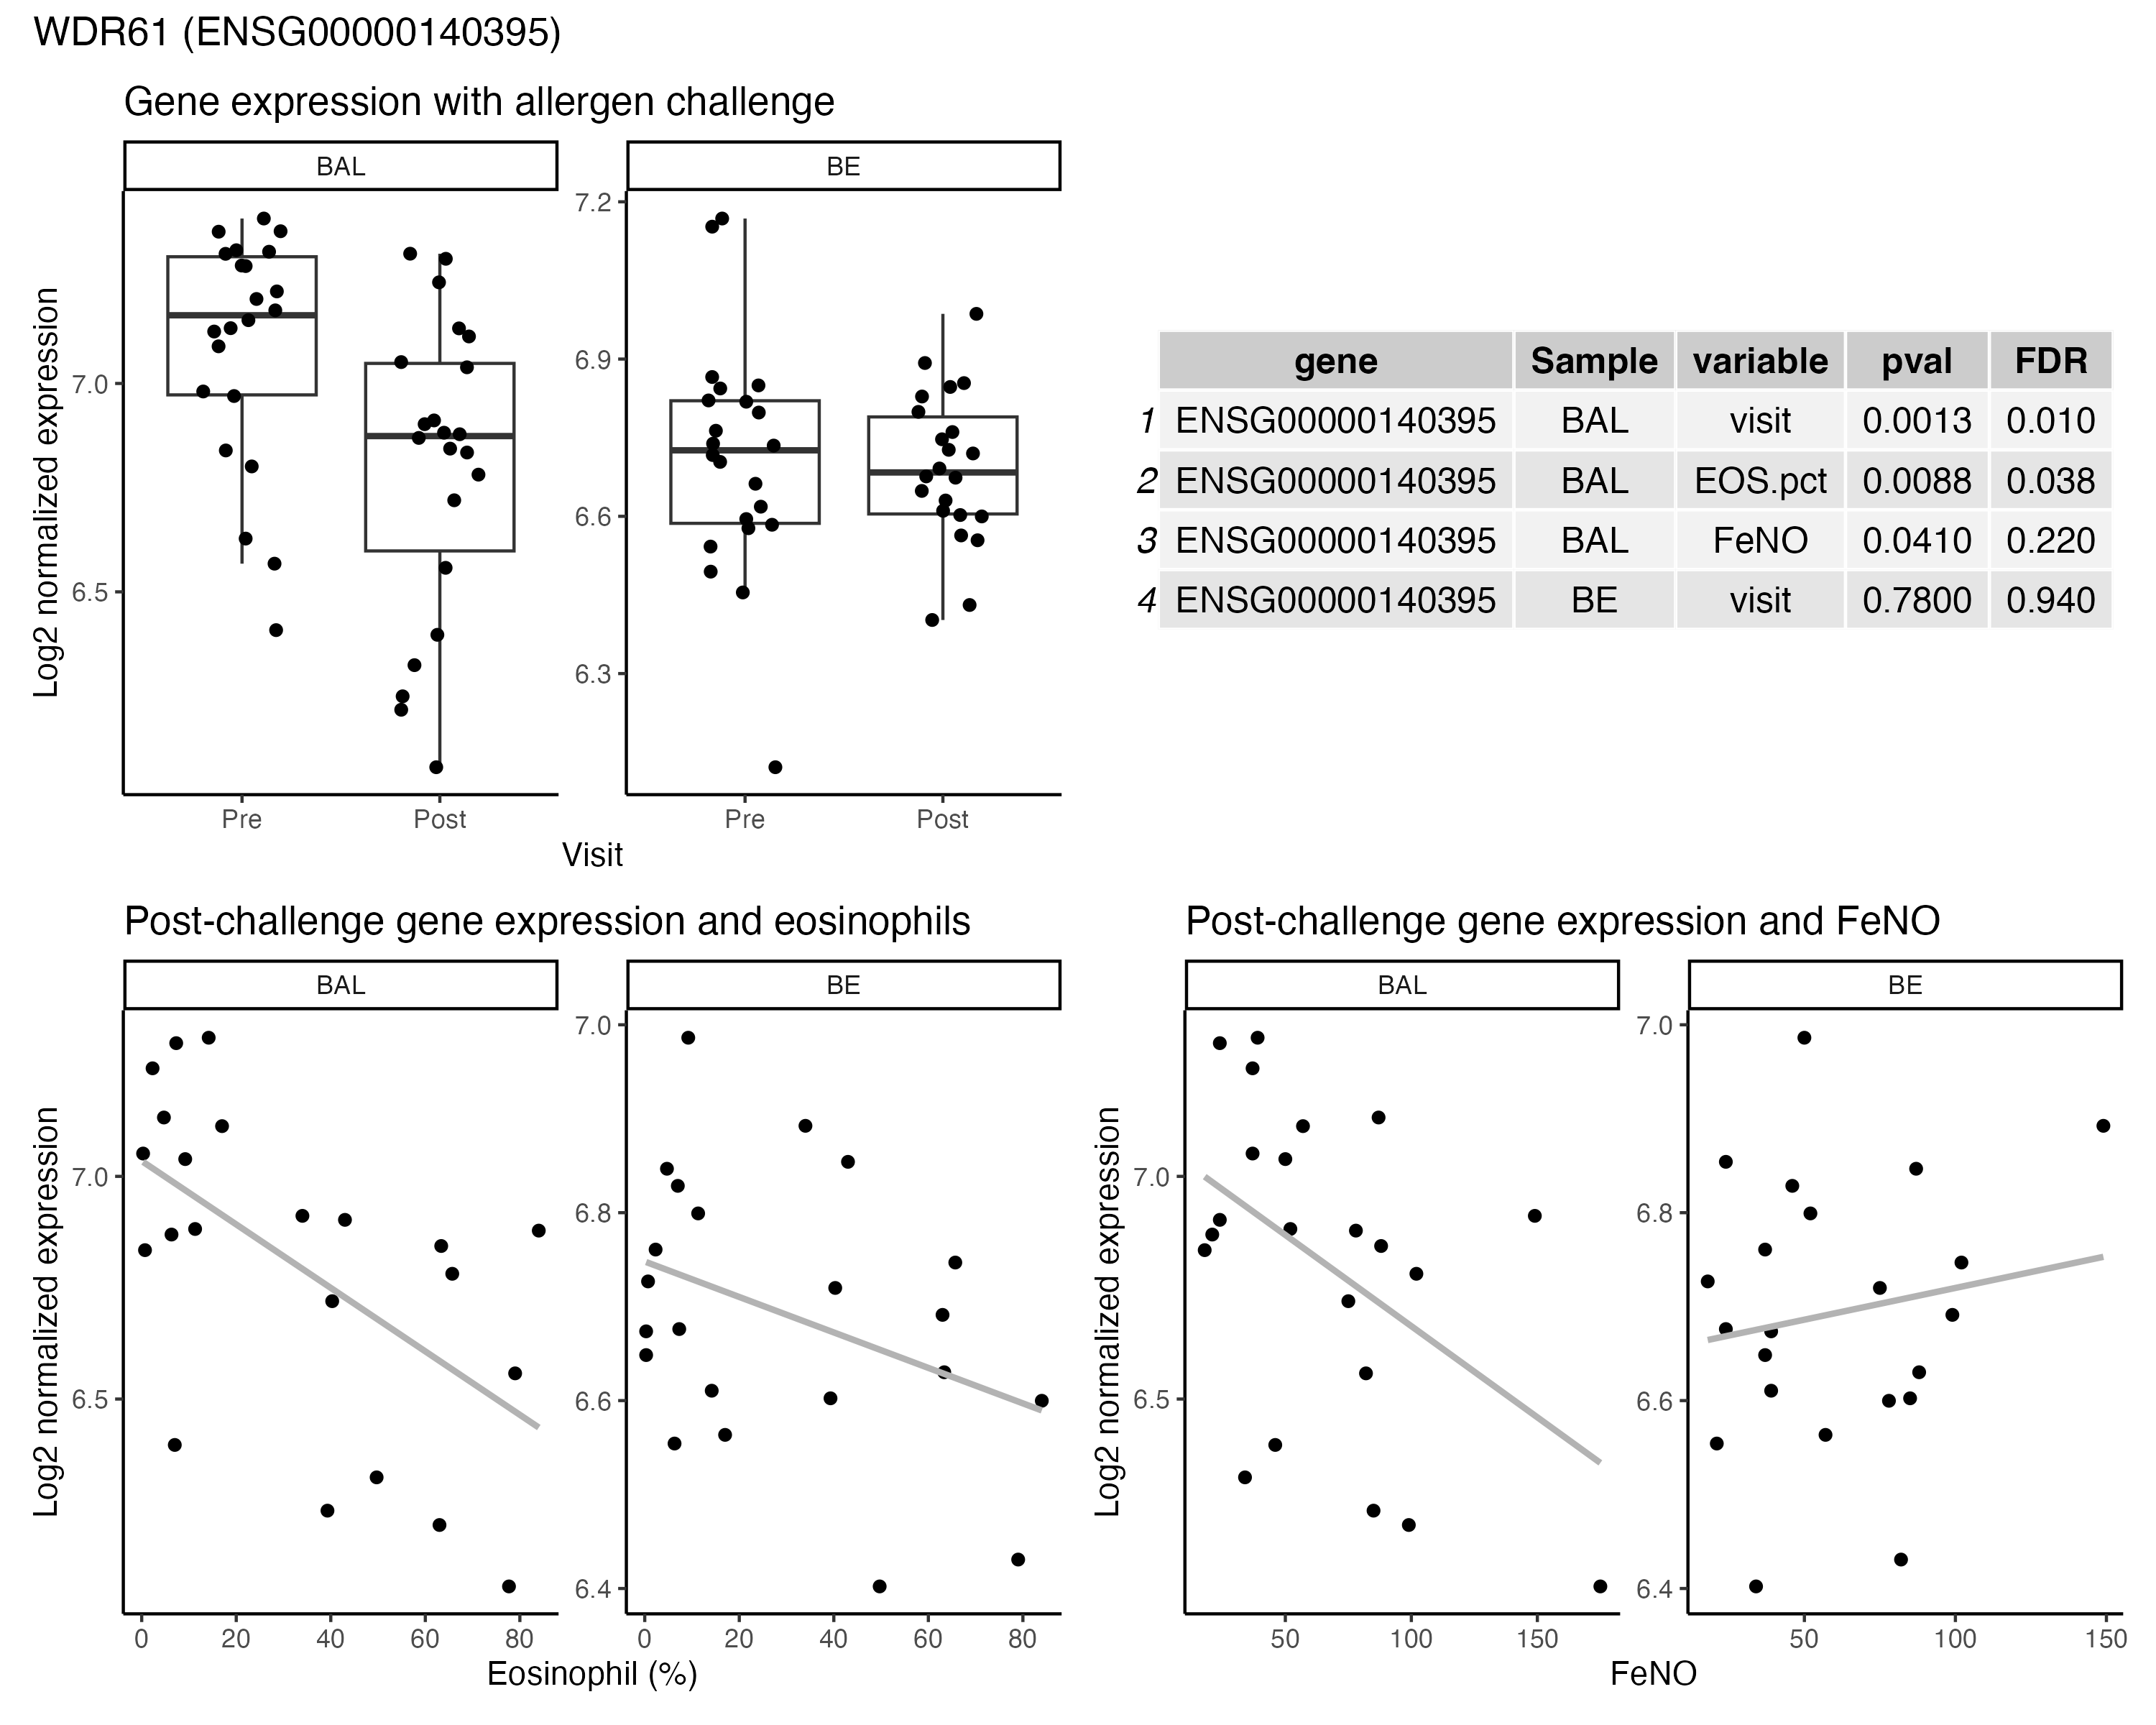 WDR61 (ENSG00000140395)
Gene expression with allergen challenge
BAL
BE
Log2 normalized expression
7.0
6.5
7.2
6.9
6.6
6.3
Pre
Post
Pre
Post
Visit
gene Sample variable pval FDR
1 ENSG00000140395 BAL visit 0.0013 0.010
2 ENSG00000140395 BAL EOS.pct 0.0088 0.038
3 ENSG00000140395 BAL FeNO 0.0410 0.220
4 ENSG00000140395 BE visit 0.7800 0.940
Post-challenge gene expression and eosinophils
BAL
BE
Log2 normalized expression
7.0
6.5
7.0
6.8
6.6
6.4
0 20 40 60 80
0 20 40 60 80
Eosinophil (%)
Post-challenge gene expression and FeNO
BAL
BE
Log2 normalized expression
7.0
6.5
7.0
6.8
6.6
6.4
50 100 150
50 100 150
FeNO